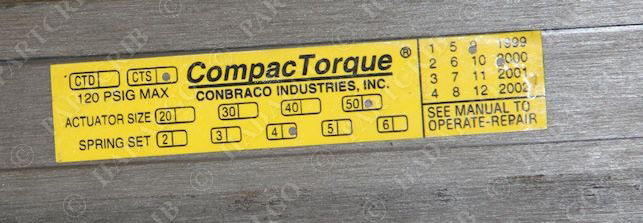 CTD CTS CompacTorque®
120 PSIG MAX CONBRACO INDUSTRIES, INC.
ACTUATOR SIZE 20 30 40 50
SPRING SET 2 3 4 5 6
1 5 9 1999
2 6 10 2000
3 7 11 2001
4 8 12 2002
SEE MANUAL TO
OPERATE-REPAIR
© PARTCRIB